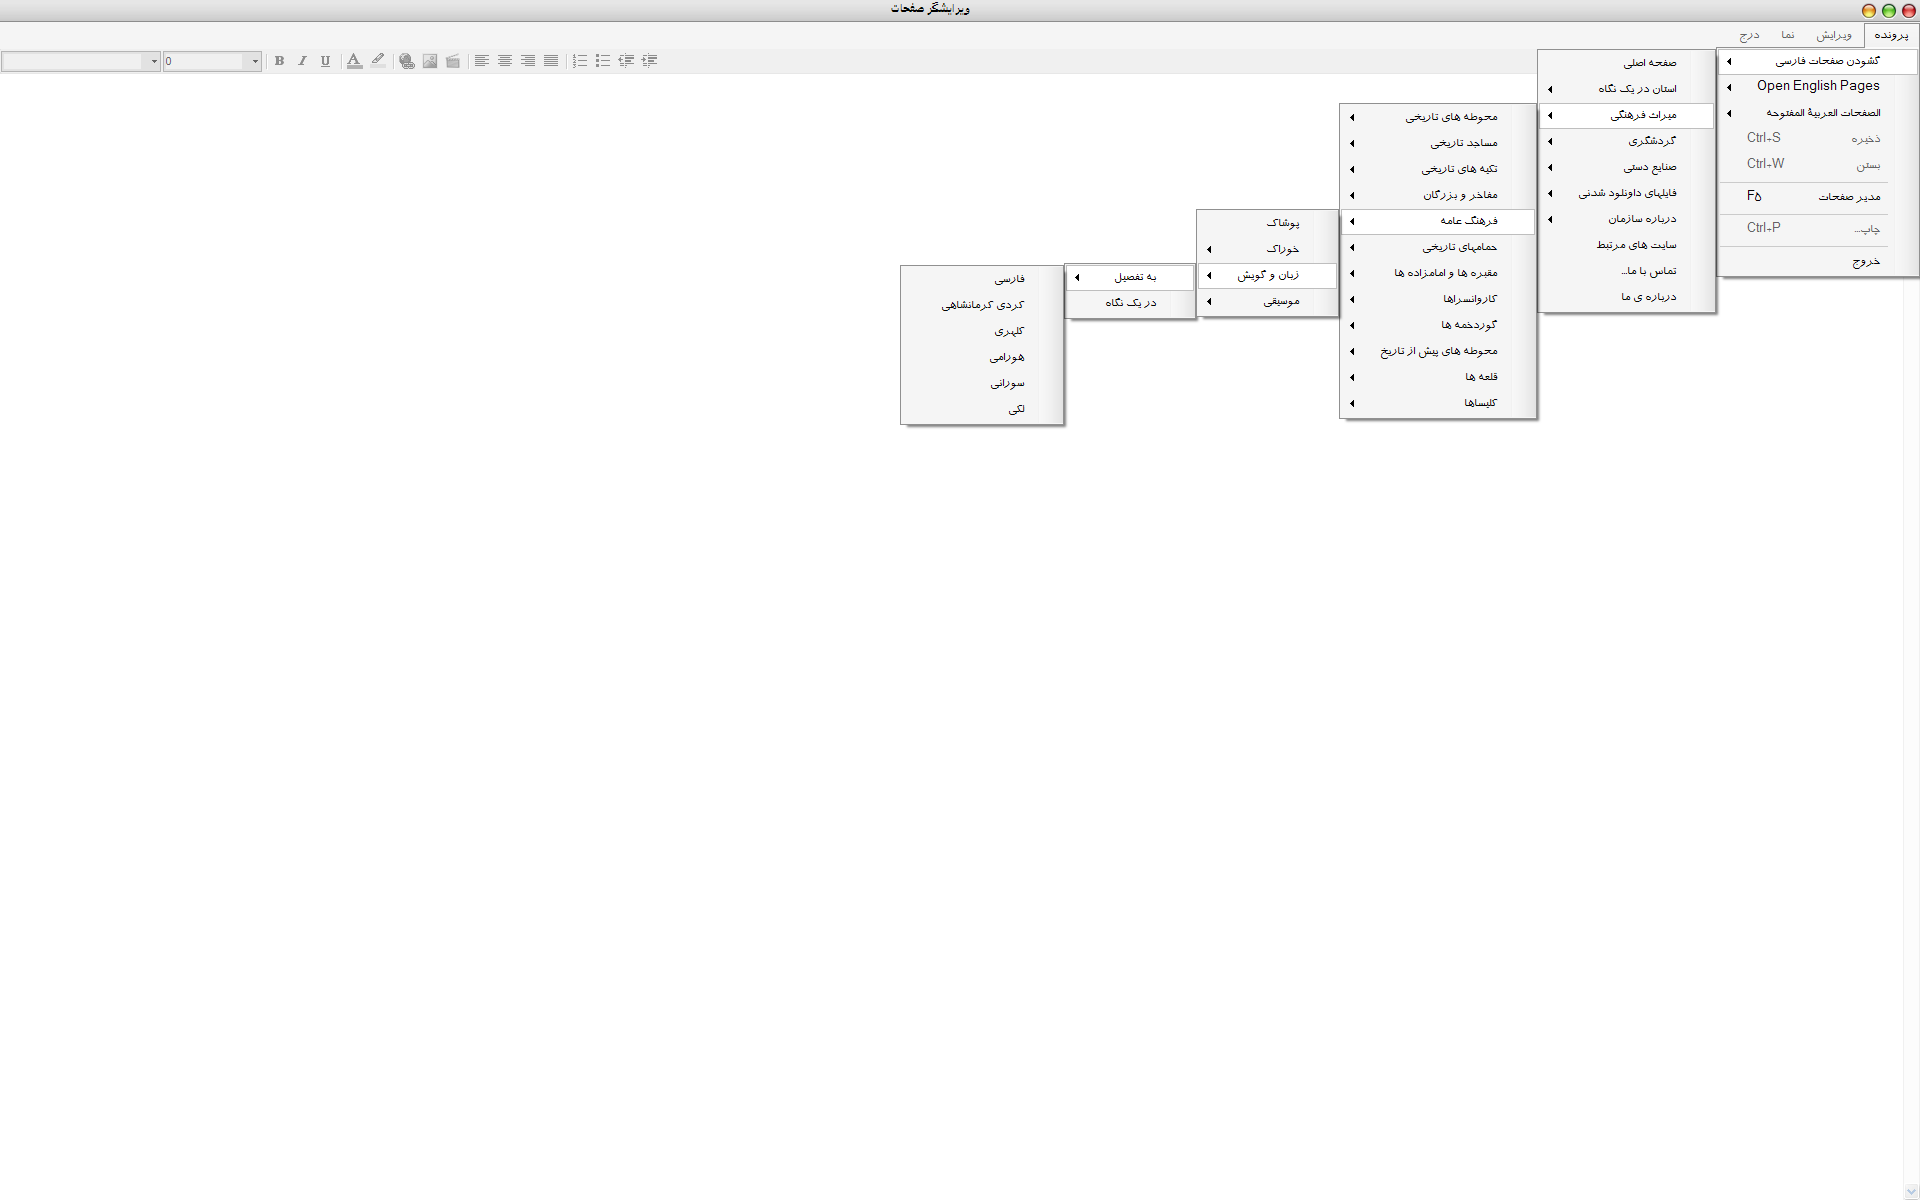 ویرایشگر صفحات
پرونده
ویرایش
نما
درج
0
B I U A
گشودن صفحات فارسی
Open English Pages
الصفحات العربیة المفتوحه
ذخیره Ctrl+S
بستن Ctrl+W
مدیر صفحات F۵
چاپ... Ctrl+P
خروج
صفحه اصلی
استان در یک نگاه
میراث فرهنگی
گردشگری
صنایع دستی
فایلهای داونلود شدنی
درباره سازمان
سایت های مرتبط
تماس با ما...
درباره ی ما
محوطه های تاریخی
مساجد تاریخی
تکیه های تاریخی
مفاخر و بزرگان
فرهنگ عامه
حمامهای تاریخی
مقبره ها و امامزاده ها
کاروانسراها
گوردخمه ها
محوطه های پیش از تاریخ
قلعه ها
کلیساها
پوشاک
خوراک
زبان و گویش
موسیقی
به تفصیل
در یک نگاه
فارسی
کردی کرمانشاهی
کلهری
هورامی
سورانی
لکی